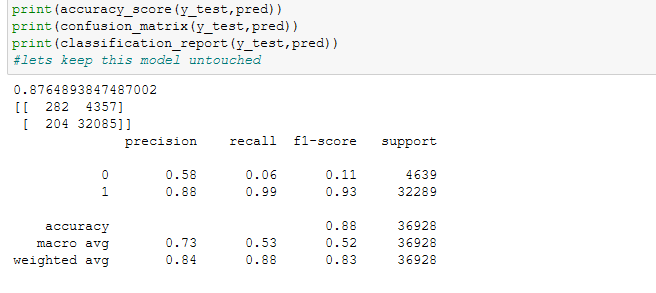 print(accuracy_score(y_test,pred))
print(confusion_matrix(y_test,pred))
print(classification_report(y_test,pred))
#lets keep this model untouched
0.8764893847487002
[[  282  4357]
 [  204 32085]]
              precision    recall  f1-score   support
           0       0.58      0.06      0.11      4639
           1       0.88      0.99      0.93     32289
    accuracy                           0.88     36928
   macro avg       0.73      0.53      0.52     36928
weighted avg       0.84      0.88      0.83     36928